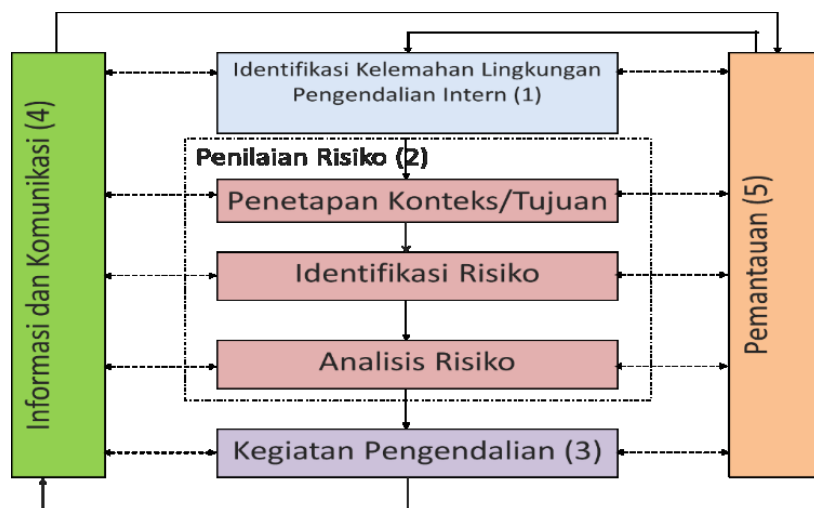 Identifikasi Kelemahan Lingkungan
Pengendalian Intern (1)
Penilaian Risiko (2)
Penetapan Konteks/Tujuan
Identifikasi Risiko
Analisis Risiko
Kegiatan Pengendalian (3)
Informasi dan Komunikasi (4)
Pemantauan (5)